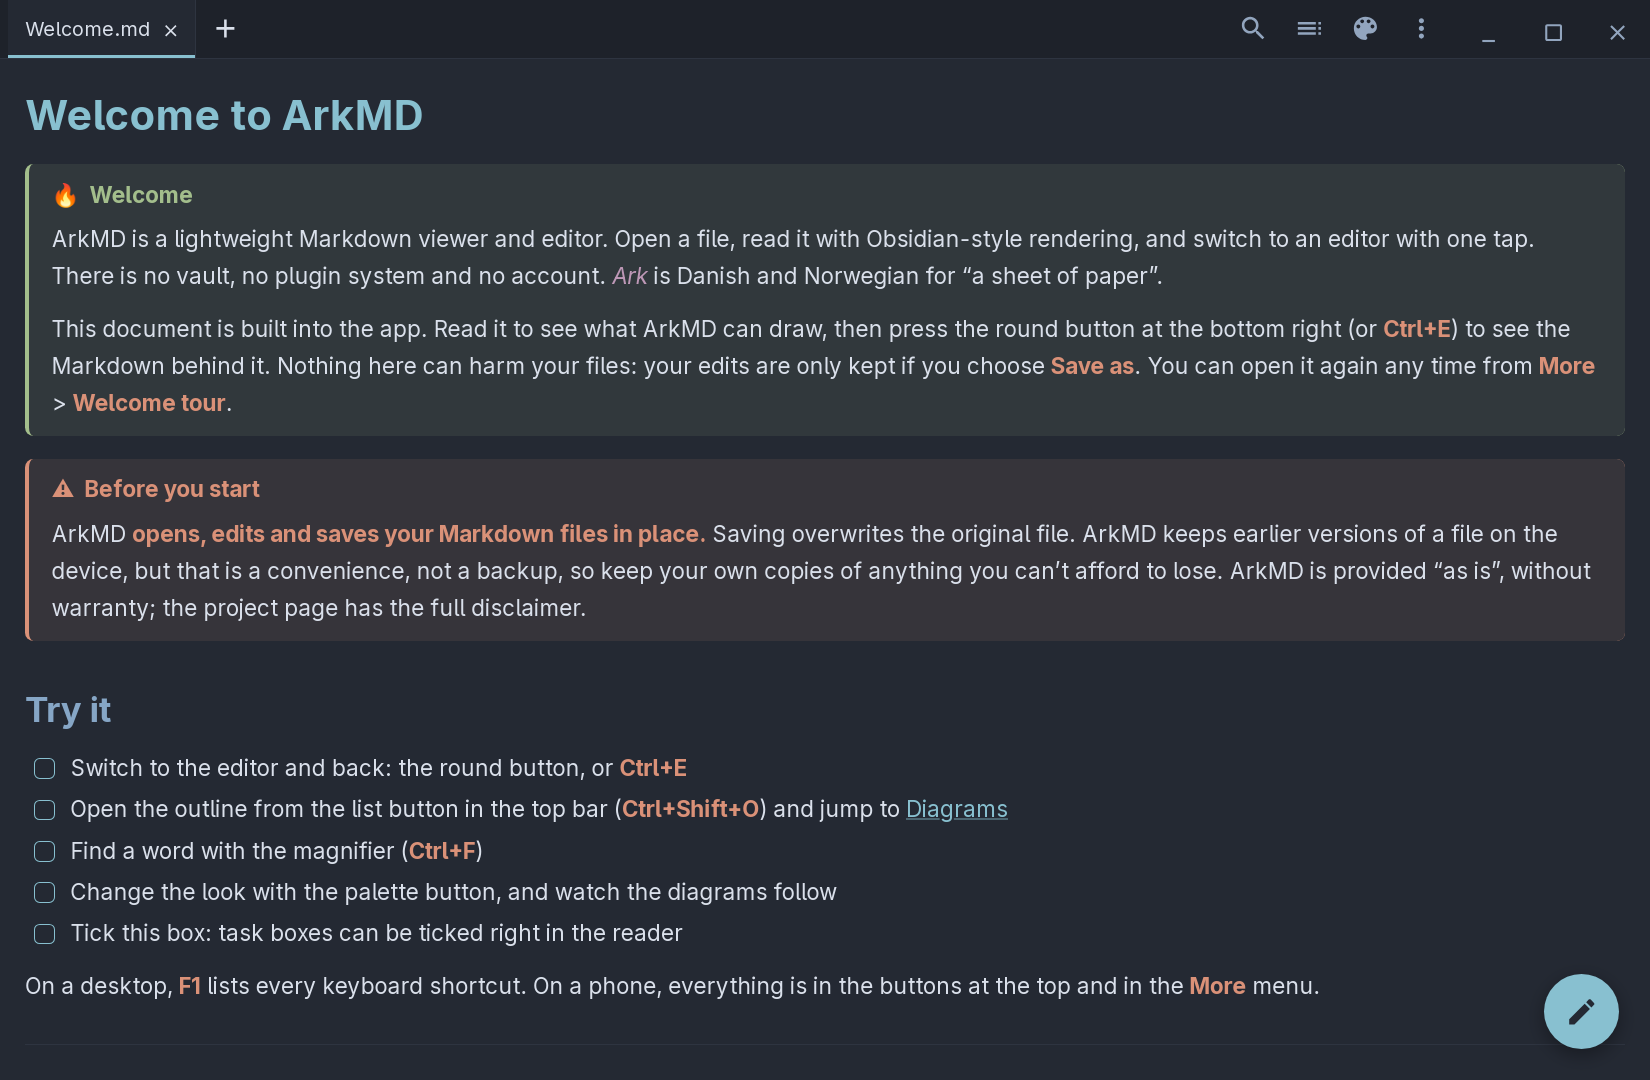 Welcome.md
Welcome to ArkMD
🔥 Welcome
ArkMD is a lightweight Markdown viewer and editor. Open a file, read it with Obsidian-style rendering, and switch to an editor with one tap.
There is no vault, no plugin system and no account. Ark is Danish and Norwegian for “a sheet of paper”.
This document is built into the app. Read it to see what ArkMD can draw, then press the round button at the bottom right (or Ctrl+E) to see the
Markdown behind it. Nothing here can harm your files: your edits are only kept if you choose Save as. You can open it again any time from More
> Welcome tour.
Before you start
ArkMD opens, edits and saves your Markdown files in place. Saving overwrites the original file. ArkMD keeps earlier versions of a file on the
device, but that is a convenience, not a backup, so keep your own copies of anything you can’t afford to lose. ArkMD is provided “as is”, without
warranty; the project page has the full disclaimer.
Try it
Switch to the editor and back: the round button, or Ctrl+E
Open the outline from the list button in the top bar (Ctrl+Shift+O) and jump to Diagrams
Find a word with the magnifier (Ctrl+F)
Change the look with the palette button, and watch the diagrams follow
Tick this box: task boxes can be ticked right in the reader
On a desktop, F1 lists every keyboard shortcut. On a phone, everything is in the buttons at the top and in the More menu.